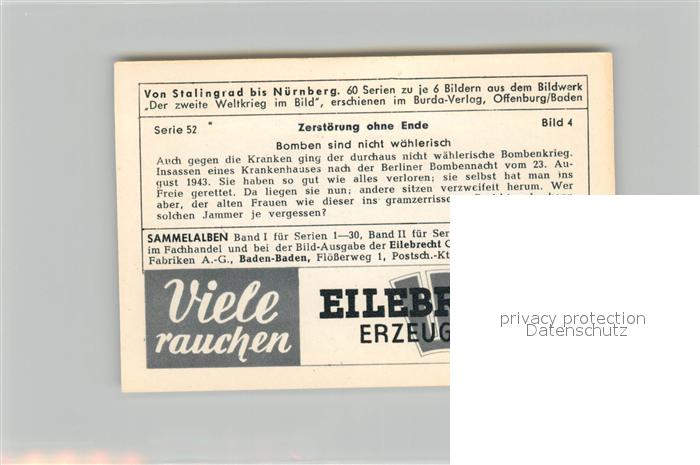 Von Stalingrad bis Nürnberg. 60 Serien zu je 6 Bildern aus dem Bildwerk
„Der zweite Weltkrieg im Bild", erschienen im Burda-Verlag, Offenburg/Baden
Serie 52 Zerstörung ohne Ende Bild 4
Bomben sind nicht wählerisch
Auch gegen die Kranken ging der durchaus nicht wählerische Bombenkrieg.
Insassen eines Krankenhauses nach der Berliner Bombennacht vom 23. Au-
gust 1943. Sie haben so gut wie alles verloren; sie selbst hat man ins
Freie gerettet. Da liegen sie nun; andere sitzen verzweifelt herum. Wer
aber, der alten Frauen wie dieser ins gramzerrissene
solchen Jammer je vergessen?
SAMMELALBEN Band I für Serien 1—30, Band II für Ser
im Fachhandel und bei der Bild-Ausgabe der Eilebrecht C
Fabriken A.-G., Baden-Baden, Flößerweg 1, Postsch.-Kt
Viele
rauchen
EILEBR
ERZEUG
privacy protection
Datenschutz